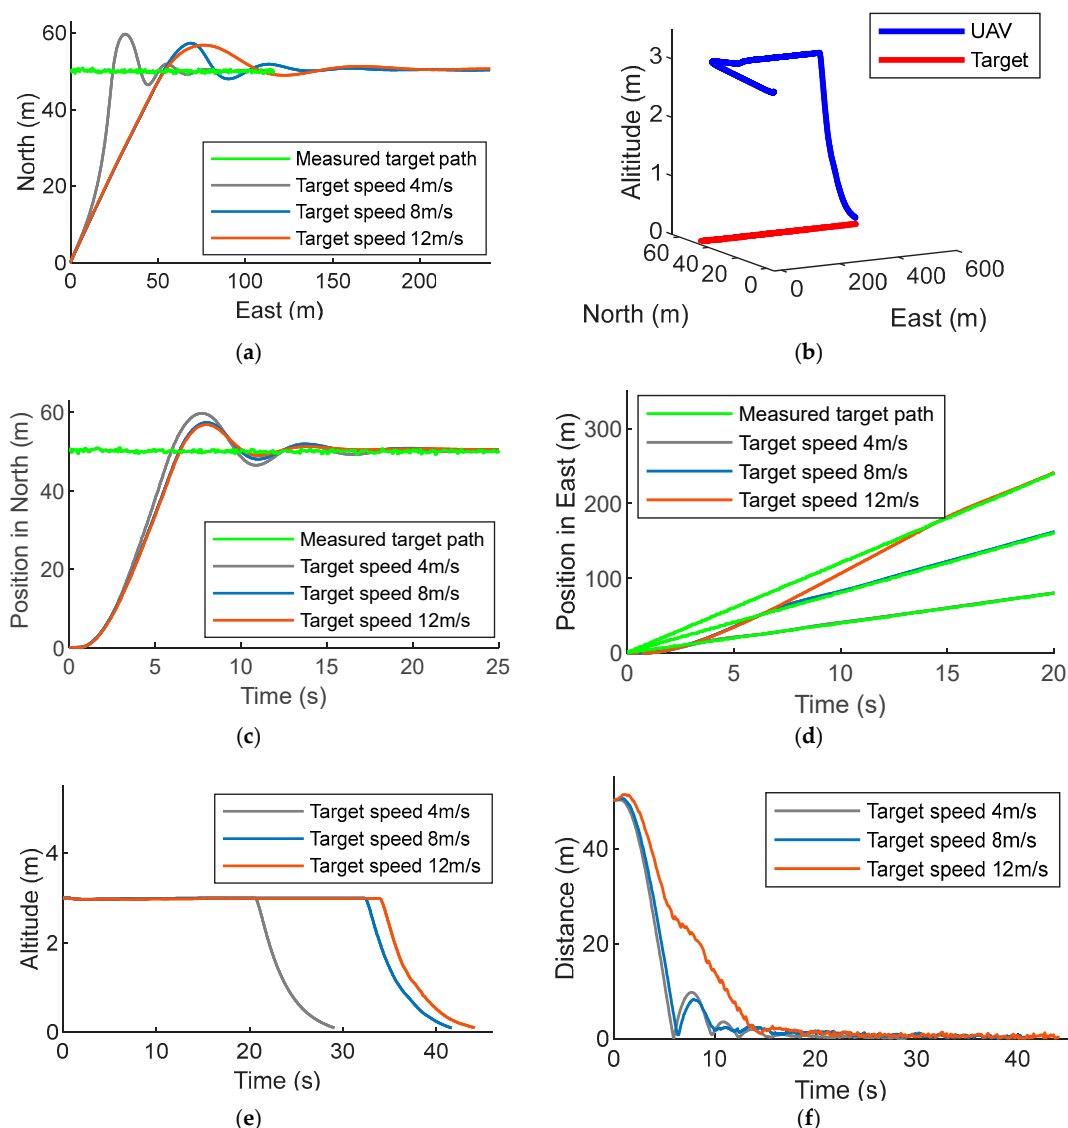 60
40
20
0
0
50
100
150
200
North (m)
East (m)
Measured target path
Target speed 4m/s
Target speed 8m/s
Target speed 12m/s
(a)
UAV
Target
3
2
1
0
60
40
20
0
0
200
400
600
Alititude (m)
North (m)
East (m)
(b)
60
40
20
0
0
5
10
15
20
25
Position in North (m)
Time (s)
Measured target path
Target speed 4m/s
Target speed 8m/s
Target speed 12m/s
(c)
300
200
100
0
0
5
10
15
20
Position in East (m)
Time (s)
Measured target path
Target speed 4m/s
Target speed 8m/s
Target speed 12m/s
(d)
4
2
0
0
10
20
30
40
Altitude (m)
Time (s)
Target speed 4m/s
Target speed 8m/s
Target speed 12m/s
(e)
40
20
0
0
10
20
30
40
Distance (m)
Time (s)
Target speed 4m/s
Target speed 8m/s
Target speed 12m/s
(f)